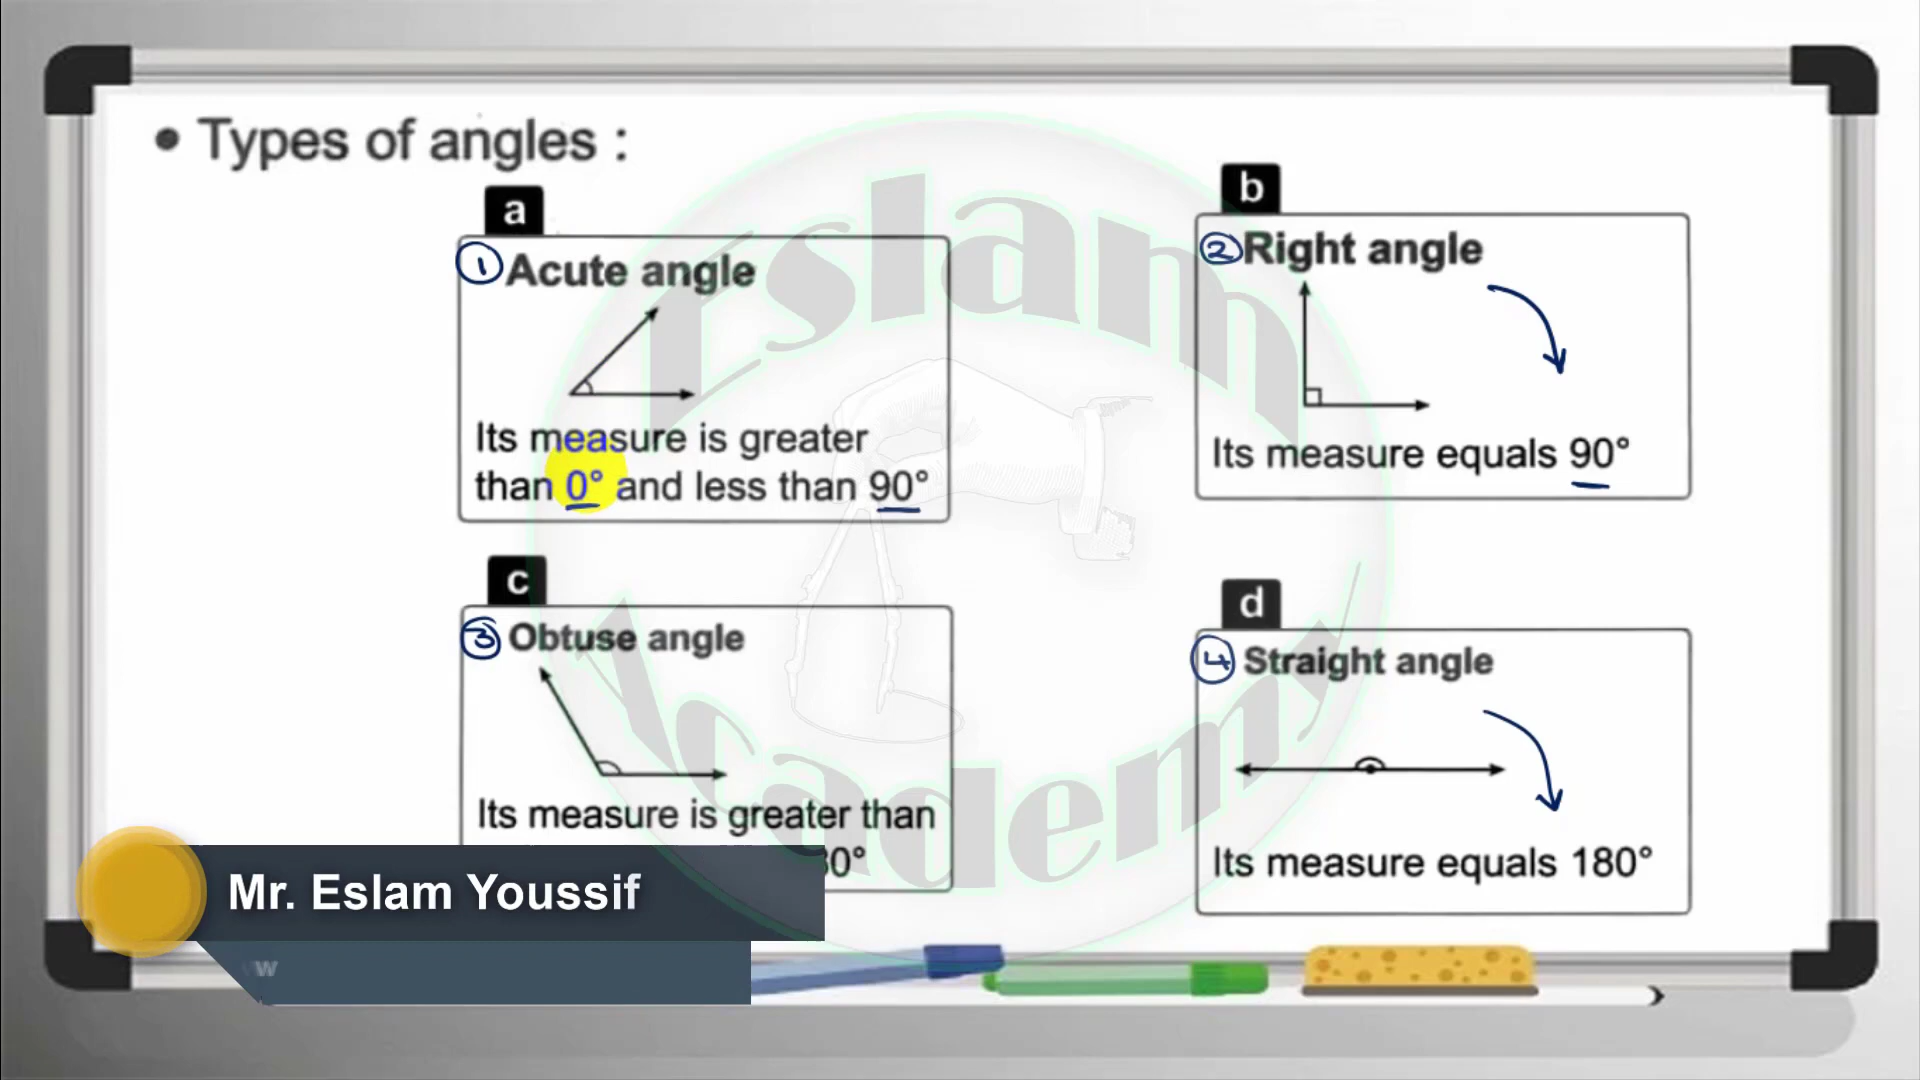 • Types of angles :
a
① Acute angle
Its measure is greater
than 0° and less than 90°
b
② Right angle
Its measure equals 90°
c
③ Obtuse angle
Its measure is greater than
d
④ Straight angle
Its measure equals 180°
Eslam
Academy
Mr. Eslam Youssif